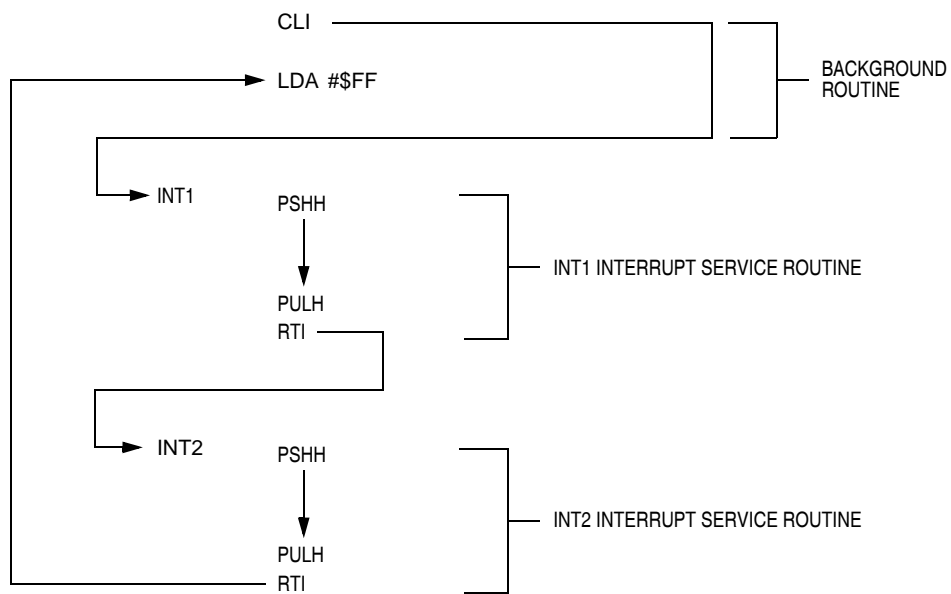 CLI
LDA #$FF
BACKGROUND
ROUTINE
INT1
PSHH
INT1 INTERRUPT SERVICE ROUTINE
PULH
RTI
INT2
PSHH
INT2 INTERRUPT SERVICE ROUTINE
PULH
RTI